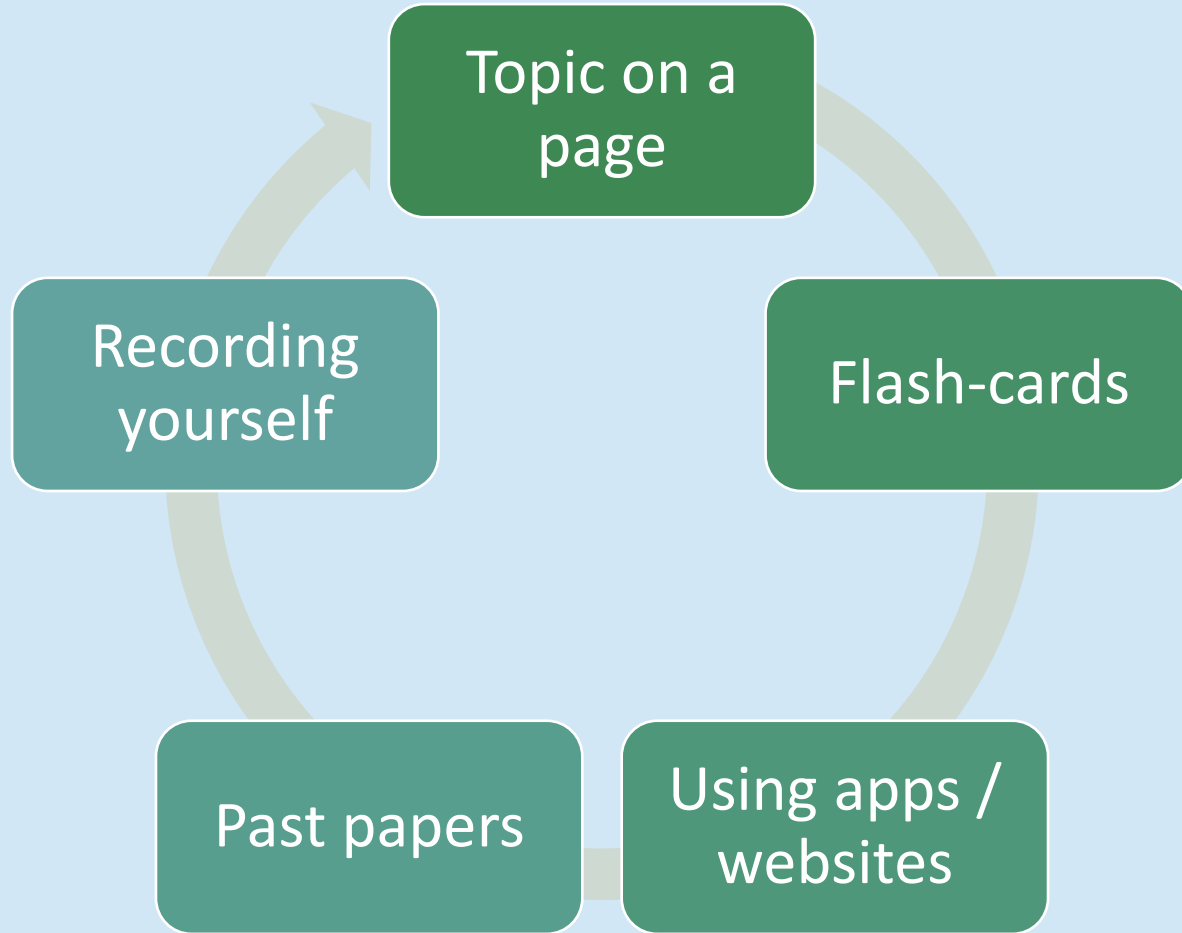 Topic on a
page
Flash-cards
Using apps /
websites
Past papers
Recording
yourself